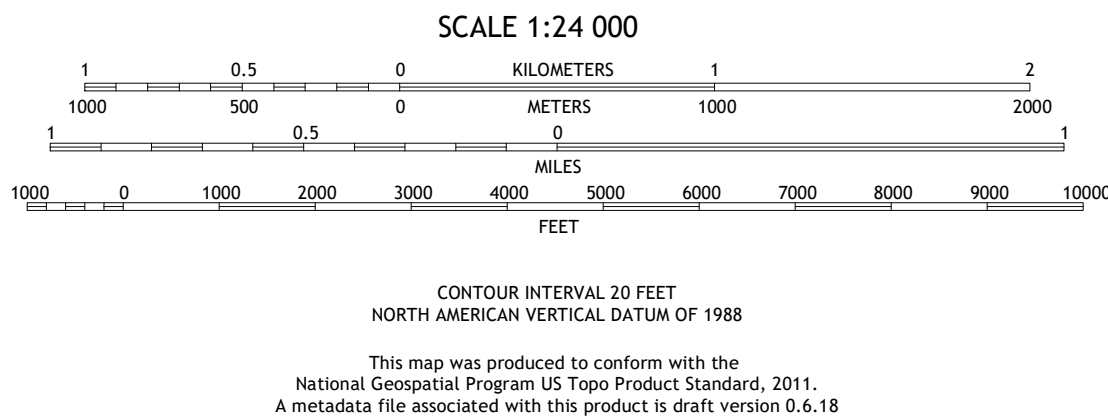 SCALE 1:24 000
1 0.5 0 KILOMETERS 1 2
1000 500 0 METERS 1000 2000
1 0.5 0 1
MILES
1000 0 1000 2000 3000 4000 5000 6000 7000 8000 9000 10000
FEET
CONTOUR INTERVAL 20 FEET
NORTH AMERICAN VERTICAL DATUM OF 1988
This map was produced to conform with the
National Geospatial Program US Topo Product Standard, 2011.
A metadata file associated with this product is draft version 0.6.18